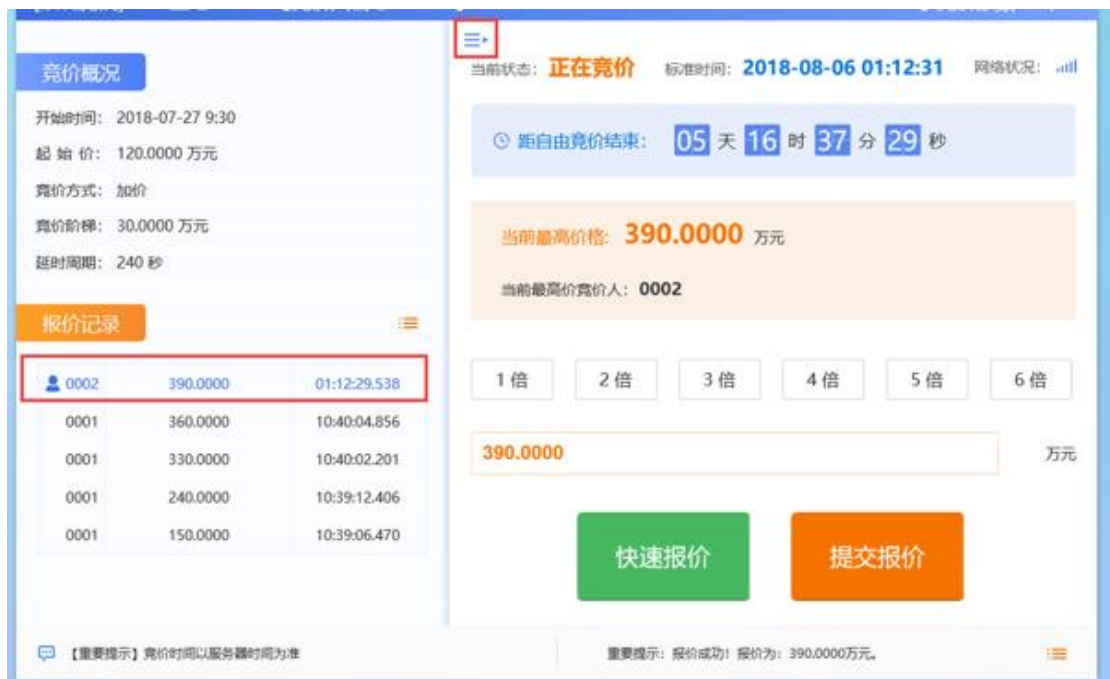 竞价概况
开始时间： 2018-07-27 9:30
起 始 价： 120.0000 万元
竞价方式： 加价
竞价阶梯： 30.0000 万元
延时周期： 240 秒
报价记录
0002 390.0000 01:12:29.538
0001 360.0000 10:40:04.856
0001 330.0000 10:40:02.201
0001 240.0000 10:39:12.406
0001 150.0000 10:39:06.470
当前状态： 正在竞价 标准时间： 2018-08-06 01:12:31 网络状况：
距自由竞价结束： 05 天 16 时 37 分 29 秒
当前最高价格: 390.0000 万元
当前最高价竞价人： 0002
1 倍 2 倍 3 倍 4 倍 5 倍 6 倍
390.0000 万元
快速报价 提交报价
【重要提示】竞价时间以服务器时间为准
重要提示： 报价成功！报价为： 390.0000万元。